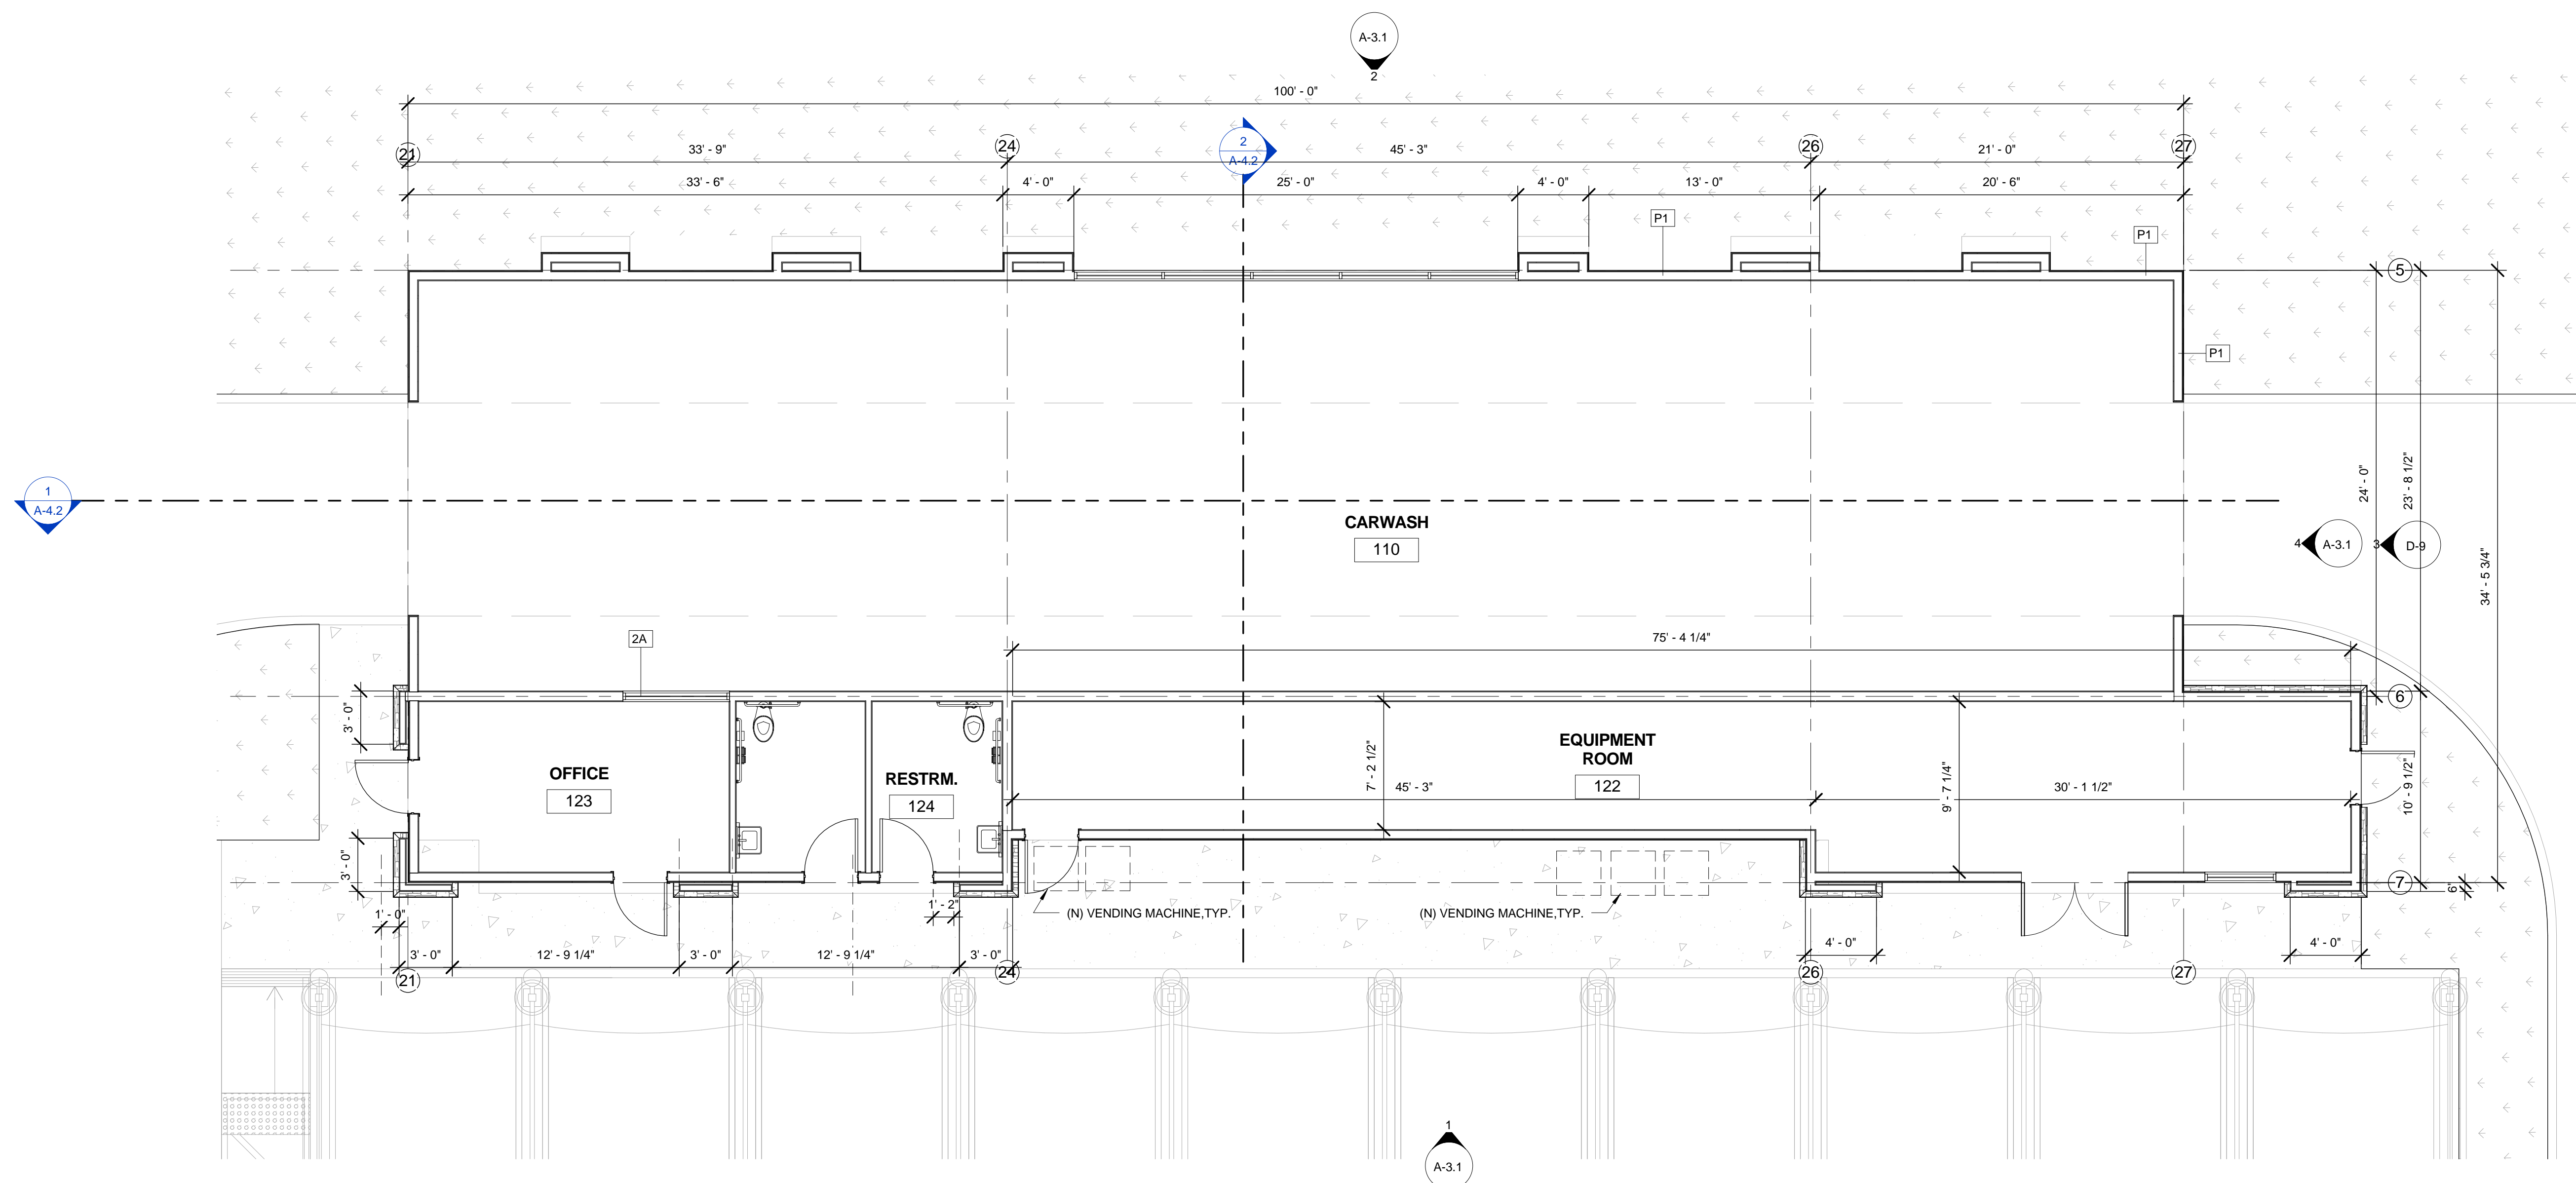 A-3.1
2
100' - 0"
21
33' - 9"
24
2
A-4.2
45' - 3"
26
21' - 0"
27
33' - 6"
4' - 0"
25' - 0"
4' - 0"
13' - 0"
20' - 6"
P1
P1
5
P1
1
A-4.2
24' - 0"
23' - 8 1/2"
34' - 5 3/4"
CARWASH
110
4
A-3.1
3
D-9
2A
75' - 4 1/4"
6
3' - 0"
OFFICE
123
RESTRM.
124
7' - 2 1/2"
45' - 3"
EQUIPMENT
ROOM
122
9' - 7 1/4"
30' - 1 1/2"
10' - 9 1/2"
3' - 0"
7
6"
1' - 0"
1' - 2"
(N) VENDING MACHINE,TYP.
(N) VENDING MACHINE,TYP.
3' - 0"
12' - 9 1/4"
3' - 0"
12' - 9 1/4"
3' - 0"
4' - 0"
4' - 0"
21
24
26
27
1
A-3.1